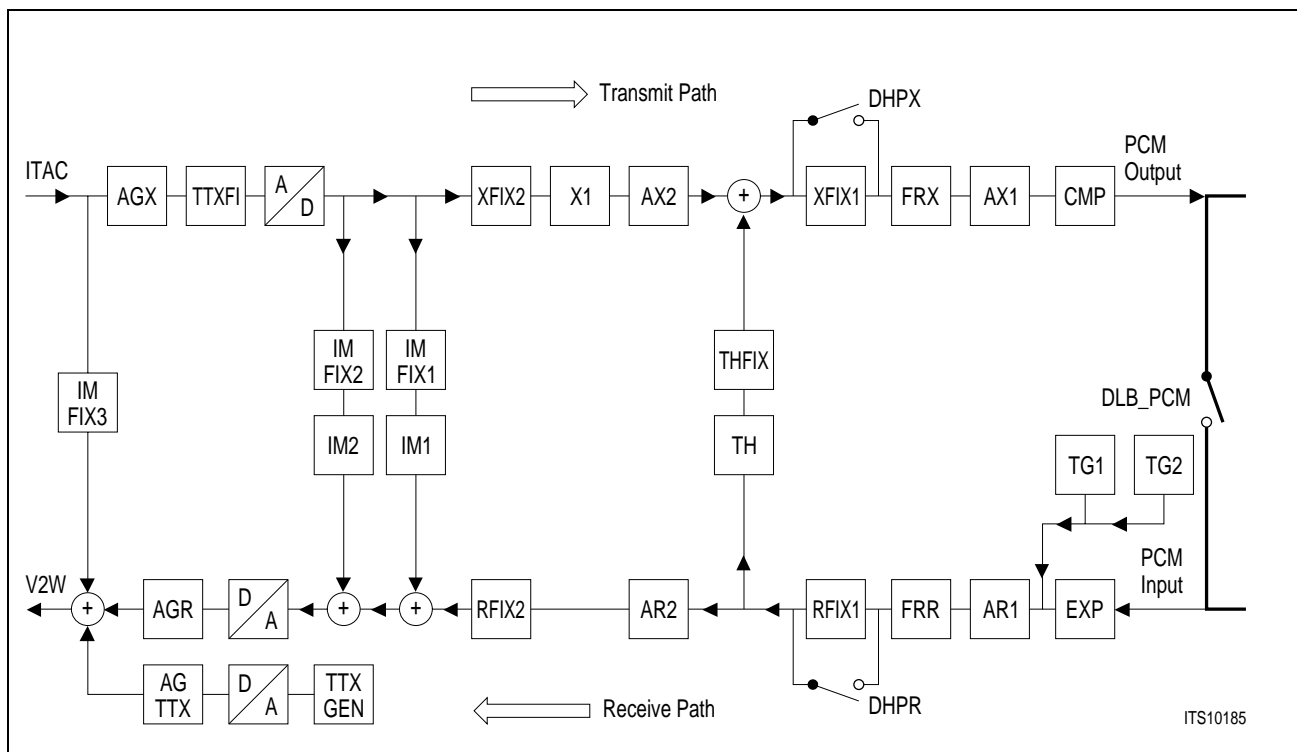 Transmit Path
DHPX
ITAC
PCM
Output
AGX
TTXFI
A
D
XFIX2
X1
AX2
+
XFIX1
FRX
AX1
CMP
IM
FIX3
IM
FIX2
IM
FIX1
THFIX
DLB_PCM
IM2
IM1
TH
TG1
TG2
PCM
Input
V2W
+
AGR
D
A
+
+
RFIX2
AR2
RFIX1
FRR
AR1
EXP
AG
TTX
D
A
TTX
GEN
Receive Path
DHPR
ITS10185